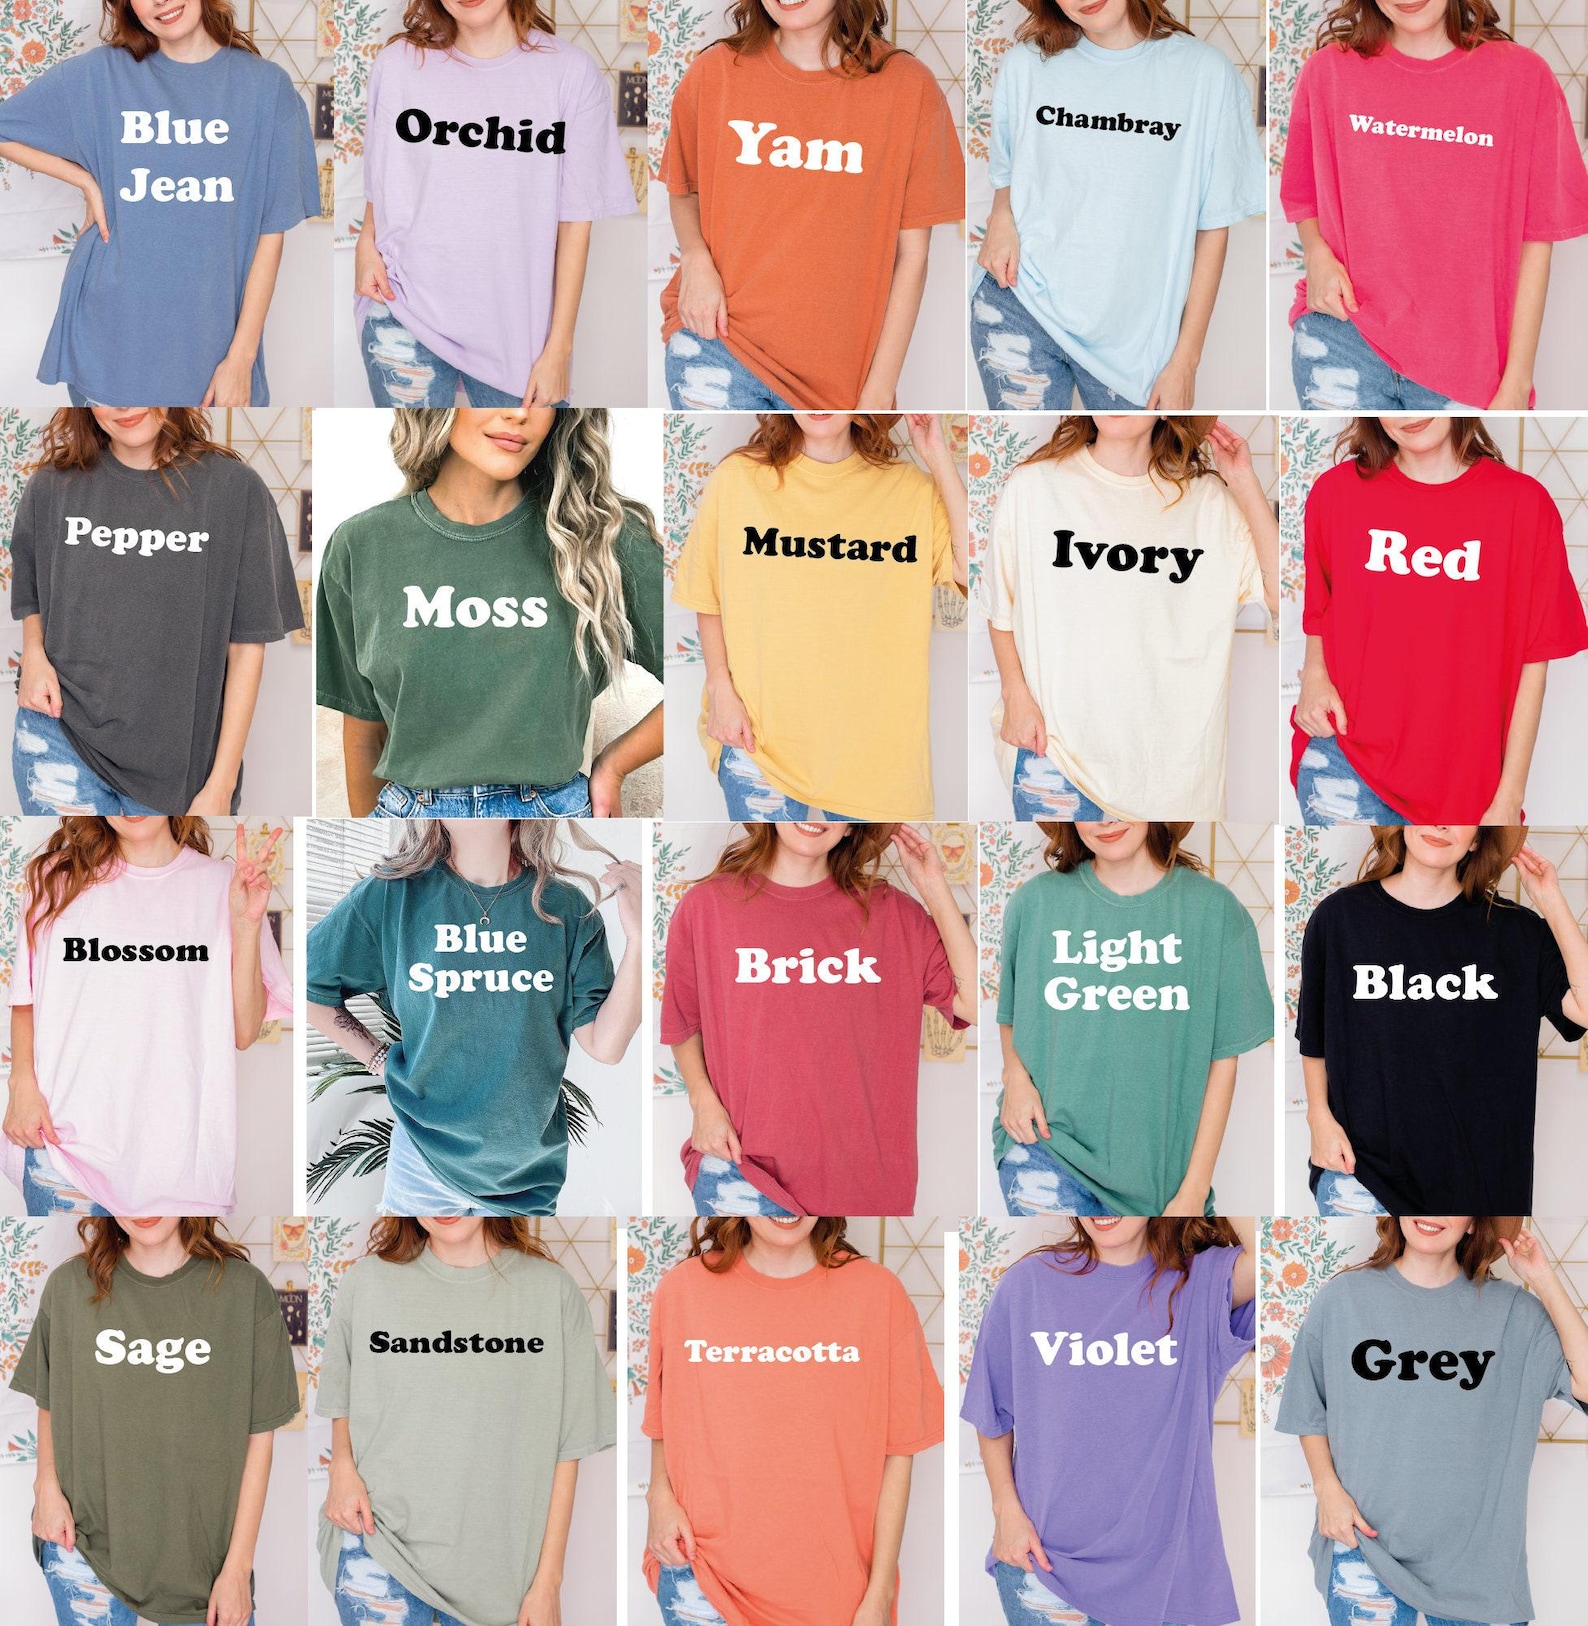 Blue
Jean
Orchid
Yam
Chambray
Watermelon
Pepper
Moss
Mustard
Ivory
Red
Blossom
Blue
Spruce
Brick
Light
Green
Black
Sage
Sandstone
Terracotta
Violet
Grey
MOON